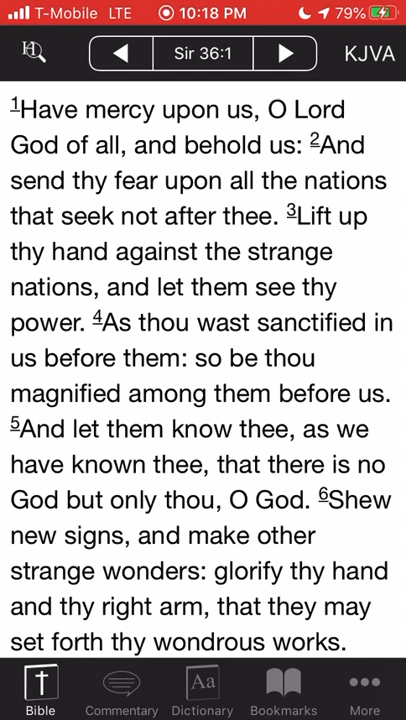 T-Mobile LTE 10:18 PM 79%
Sir 36:1 KJVA
1Have mercy upon us, O Lord
God of all, and behold us: 2And
send thy fear upon all the nations
that seek not after thee. 3Lift up
thy hand against the strange
nations, and let them see thy
power. 4As thou wast sanctified in
us before them: so be thou
magnified among them before us.
5And let them know thee, as we
have known thee, that there is no
God but only thou, O God. 6Shew
new signs, and make other
strange wonders: glorify thy hand
and thy right arm, that they may
set forth thy wondrous works.
Aa
Bible Commentary Dictionary Bookmarks More